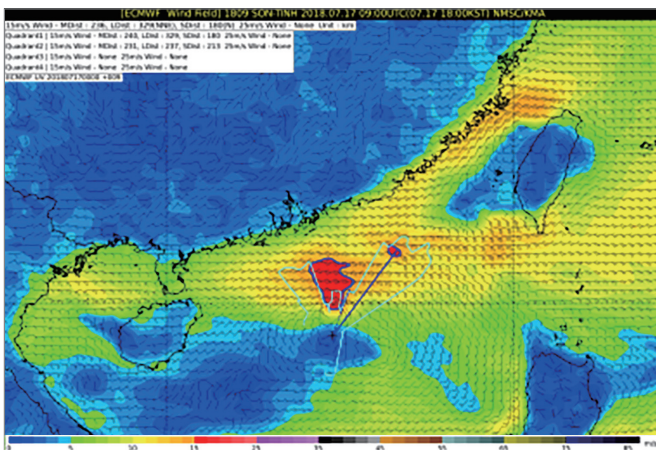 [ECMWF Wind Field] 1809 SON-TINH 2018.07.17 09:00UTC(07.17 18:00KST) NMSC/KMA
15m/s Wind - MDist : 236, LDist : 329(NNE), SDist : 180(N) 25m/s Wind - None Unit : km
Quadrant1 | 15m/s Wind - MDist : 240, LDist : 329, SDist : 180 25m/s Wind - None
Quadrant2 | 15m/s Wind - MDist : 231, LDist : 237, SDist : 213 25m/s Wind - None
Quadrant3 | 15m/s Wind - None 25m/s Wind - None
Quadrant4 | 15m/s Wind - None 25m/s Wind - None
ECMWF UV 201807170000 +009
0 5 10 15 25 35 45 55 65 75 85